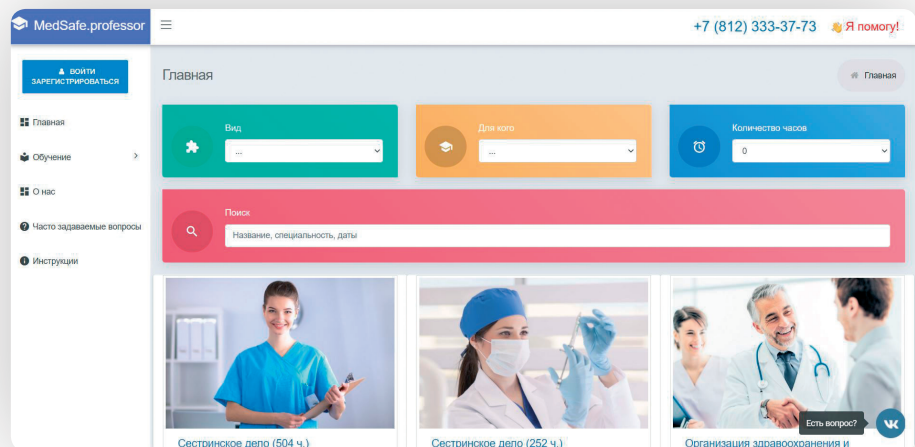 MedSafe.professor
+7 (812) 333-37-73
Я помогу!
ВОЙТИ
ЗАРЕГИСТРИРОВАТЬСЯ
Главная
Обучение
О нас
Часто задаваемые вопросы
Инструкции
Главная
Главная
Вид
...
Для кого
...
Количество часов
0
Поиск
Название, специальность, даты
Сестринское дело (504 ч.)
Сестринское дело (252 ч.)
Организация здравоохранения и
Есть вопрос?